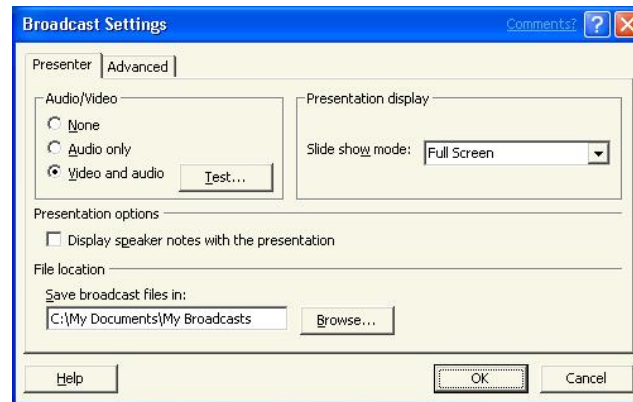 Broadcast Settings
Comments?
Presenter
Advanced
Audio/Video
None
Audio only
Video and audio
Test...
Presentation display
Slide show mode:
Full Screen
Presentation options
Display speaker notes with the presentation
File location
Save broadcast files in:
C:\My Documents\My Broadcasts
Browse...
Help
OK
Cancel